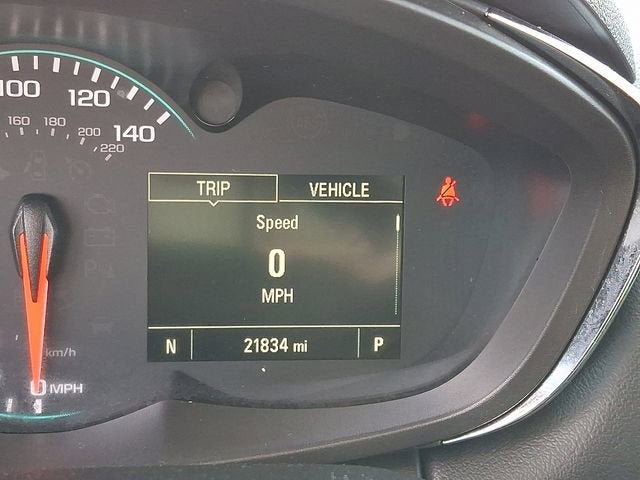 100
120
140
160
180
200
220
TRIP
VEHICLE
Speed
0
MPH
N
21834 mi
P
km/h
0 MPH